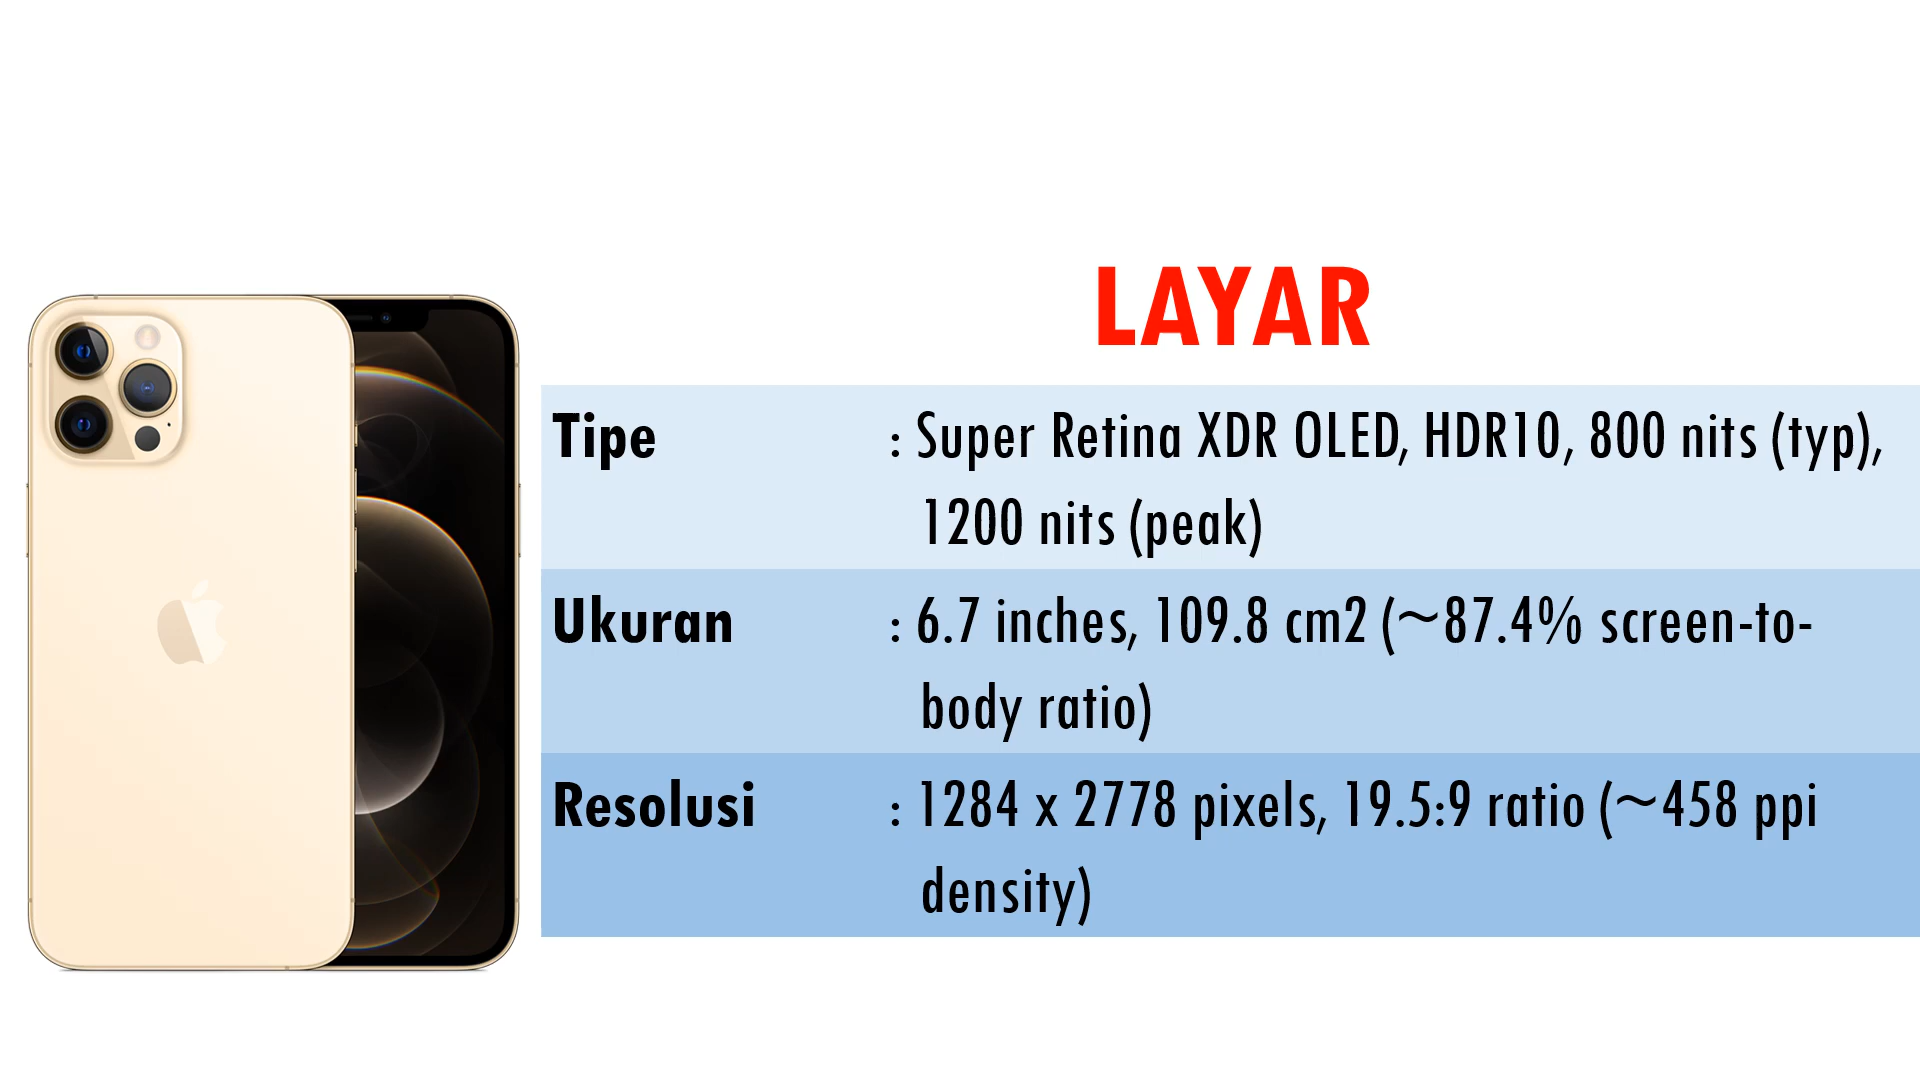 LAYAR
Tipe : Super Retina XDR OLED, HDR10, 800 nits (typ),
1200 nits (peak)
Ukuran : 6.7 inches, 109.8 cm2 (~87.4% screen-to-
body ratio)
Resolusi : 1284 x 2778 pixels, 19.5:9 ratio (~458 ppi
density)